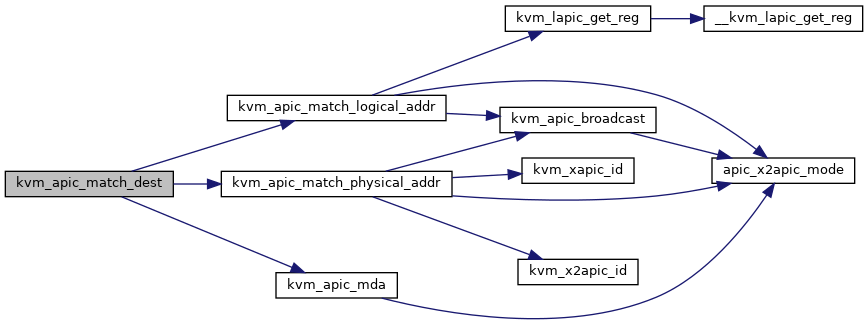 kvm_lapic_get_reg
__kvm_lapic_get_reg
kvm_apic_match_logical_addr
kvm_apic_broadcast
kvm_xapic_id
apic_x2apic_mode
kvm_apic_match_dest
kvm_apic_match_physical_addr
kvm_x2apic_id
kvm_apic_mda